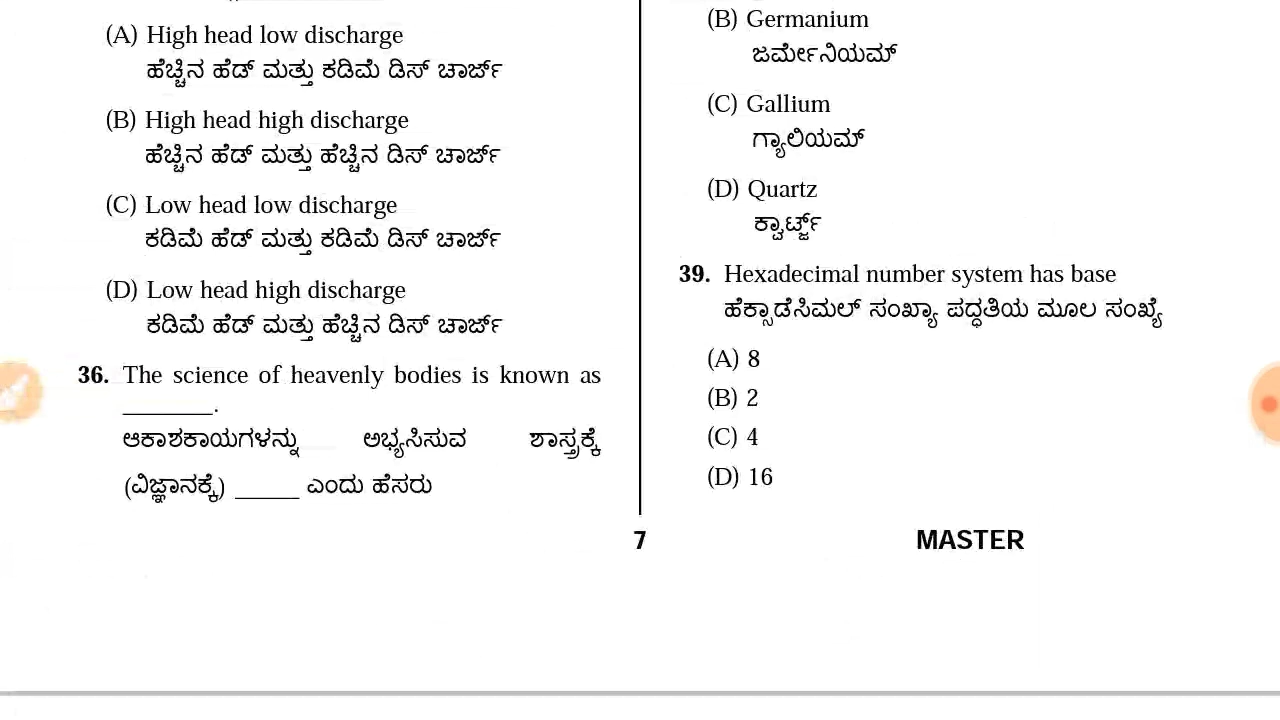 (A) High head low discharge
ಹೆಚ್ಚಿನ ಹೆಡ್ ಮತ್ತು ಕಡಿಮೆ ಡಿಸ್ ಚಾರ್ಜ್
(B) High head high discharge
ಹೆಚ್ಚಿನ ಹೆಡ್ ಮತ್ತು ಹೆಚ್ಚಿನ ಡಿಸ್ ಚಾರ್ಜ್
(C) Low head low discharge
ಕಡಿಮೆ ಹೆಡ್ ಮತ್ತು ಕಡಿಮೆ ಡಿಸ್ ಚಾರ್ಜ್
(D) Low head high discharge
ಕಡಿಮೆ ಹೆಡ್ ಮತ್ತು ಹೆಚ್ಚಿನ ಡಿಸ್ ಚಾರ್ಜ್
36. The science of heavenly bodies is known as
_______.
ಆಕಾಶಕಾಯಗಳನ್ನು ಅಭ್ಯಸಿಸುವ ಶಾಸ್ತ್ರಕ್ಕೆ
(ವಿಜ್ಞಾನಕ್ಕೆ) _____ ಎಂದು ಹೆಸರು
(B) Germanium
ಜರ್ಮೇನಿಯಮ್
(C) Gallium
ಗ್ಯಾಲಿಯಮ್
(D) Quartz
ಕ್ವಾರ್ಟ್ಜ್
39. Hexadecimal number system has base
ಹೆಕ್ಸಾಡೆಸಿಮಲ್ ಸಂಖ್ಯಾ ಪದ್ಧತಿಯ ಮೂಲ ಸಂಖ್ಯೆ
(A) 8
(B) 2
(C) 4
(D) 16
7
MASTER